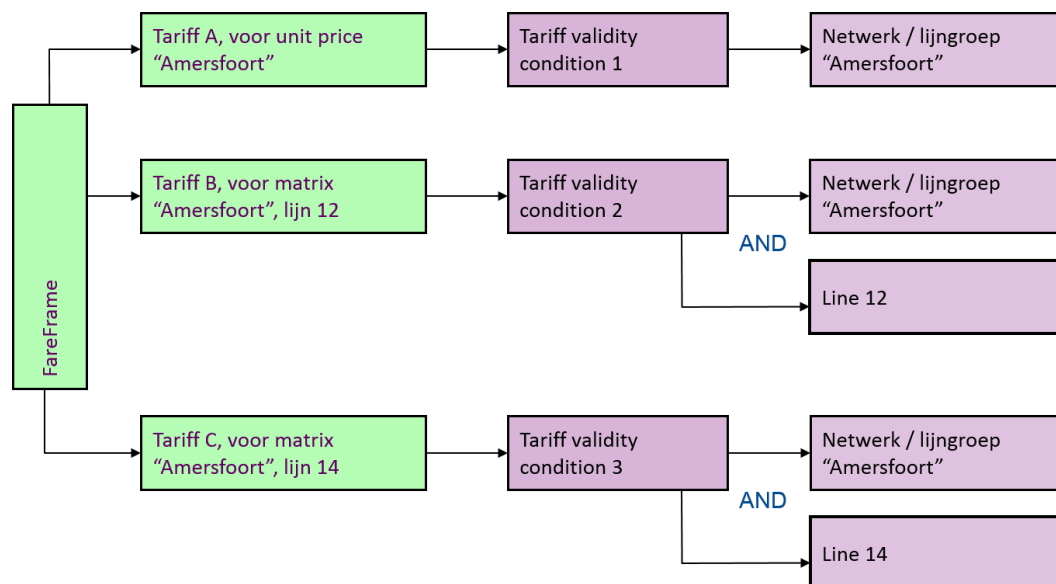 Tariff A, voor unit price
“Amersfoort”
Tariff validity
condition 1
Netwerk / lijngroep
“Amersfoort”
FareFrame
Tariff B, voor matrix
“Amersfoort”, lijn 12
Tariff validity
condition 2
Netwerk / lijngroep
“Amersfoort”
AND
Line 12
Tariff C, voor matrix
“Amersfoort”, lijn 14
Tariff validity
condition 3
Netwerk / lijngroep
“Amersfoort”
AND
Line 14